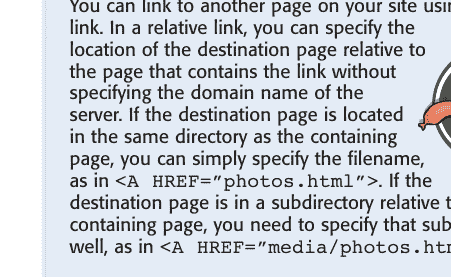 You can link to another page on your site usi
link. In a relative link, you can specify the
location of the destination page relative to
the page that contains the link without
specifying the domain name of the
server. If the destination page is located
in the same directory as the containing
page, you can simply specify the filename,
as in <A HREF=”photos.html”>. If the
destination page is in a subdirectory relative t
containing page, you need to specify that sub
well, as in <A HREF=”media/photos.htm